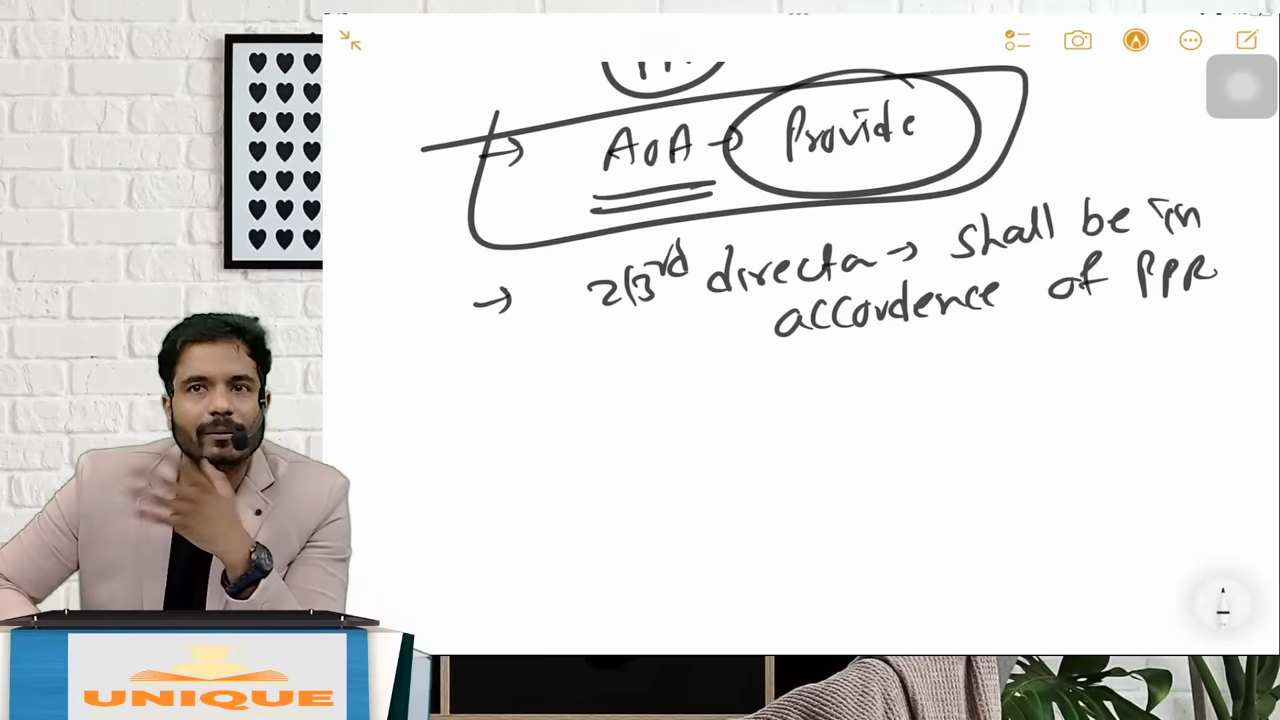 → AOA → Provide
→ 2/3rd directa → shall be in
accordence of PPR
UNIQUE